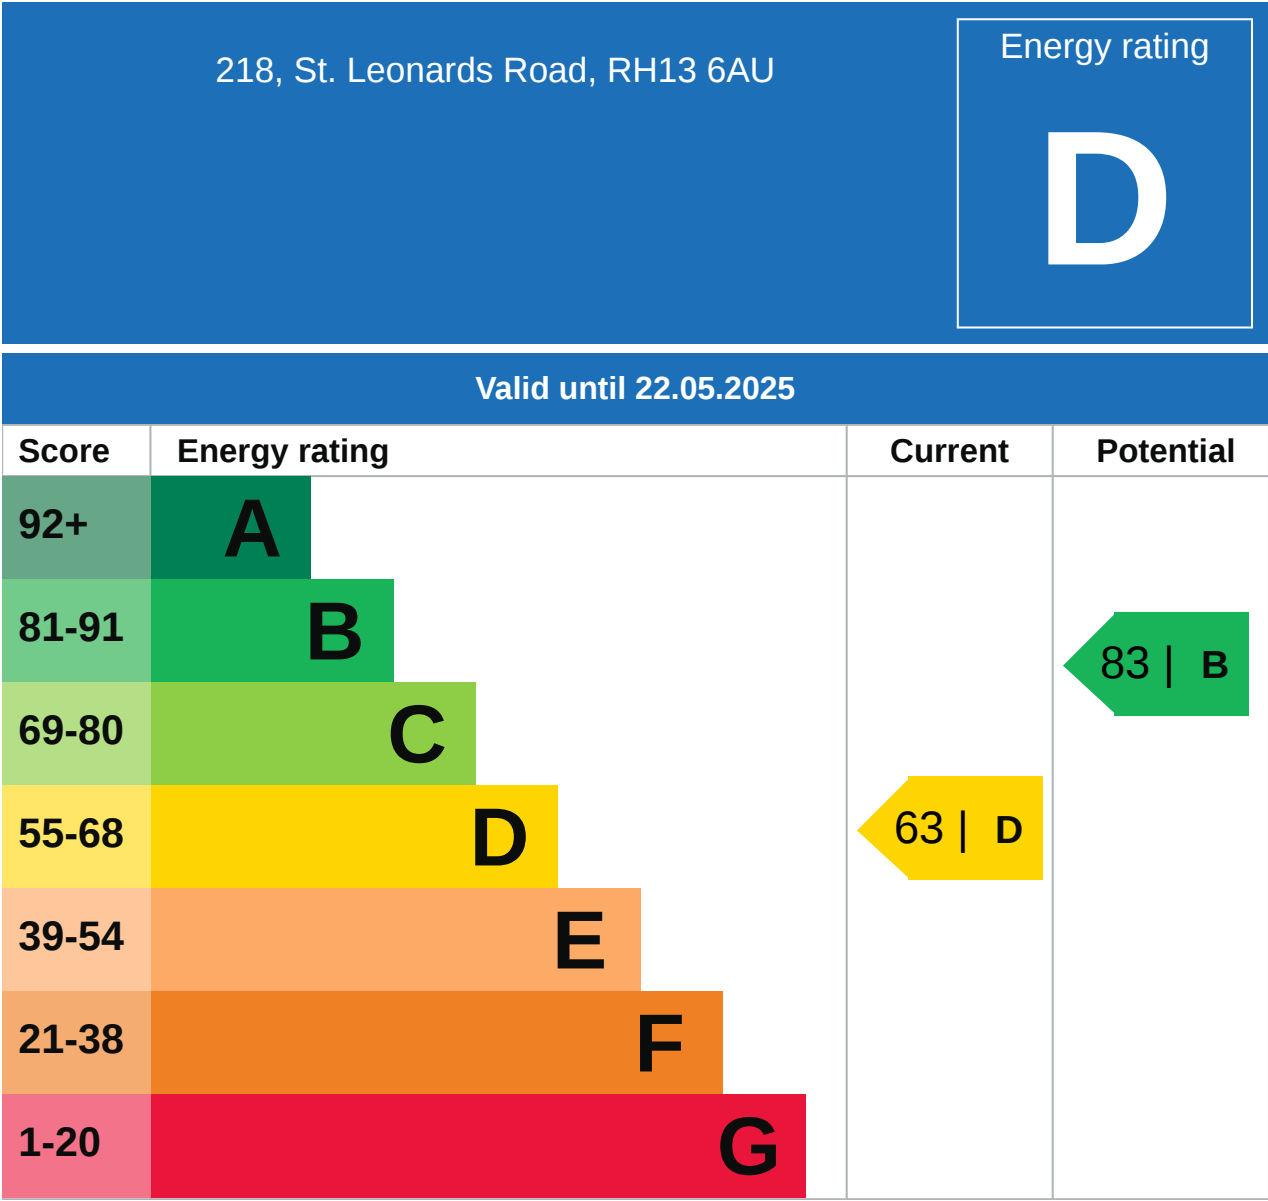 218, St. Leonards Road, RH13 6AU
Energy rating
D
Valid until 22.05.2025
Score Energy rating Current Potential
92+ A
81-91 B
83 | B
69-80 C
55-68 D
63 | D
39-54 E
21-38 F
1-20 G